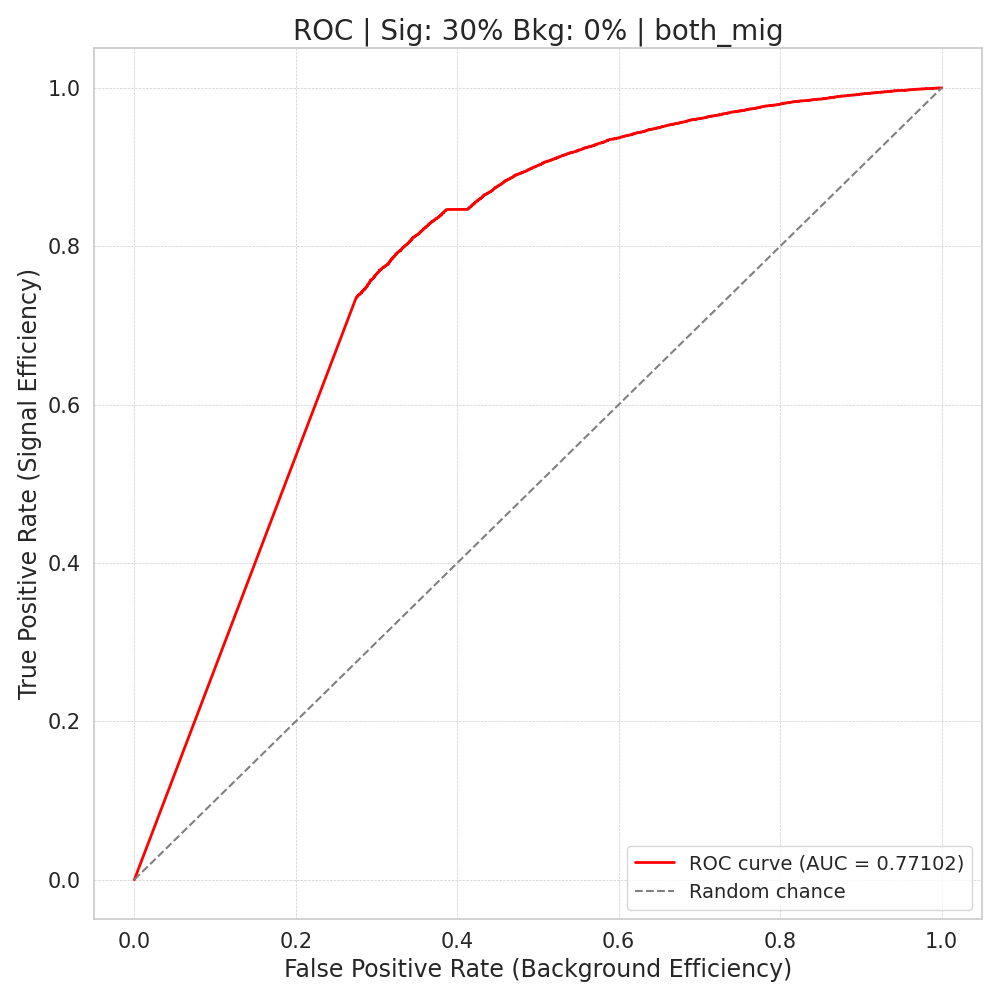 ROC | Sig: 30% Bkg: 0% | both_mig
True Positive Rate (Signal Efficiency)
1.0
0.8
0.6
0.4
0.2
0.0
ROC curve (AUC = 0.77102)
Random chance
0.0 0.2 0.4 0.6 0.8 1.0
False Positive Rate (Background Efficiency)